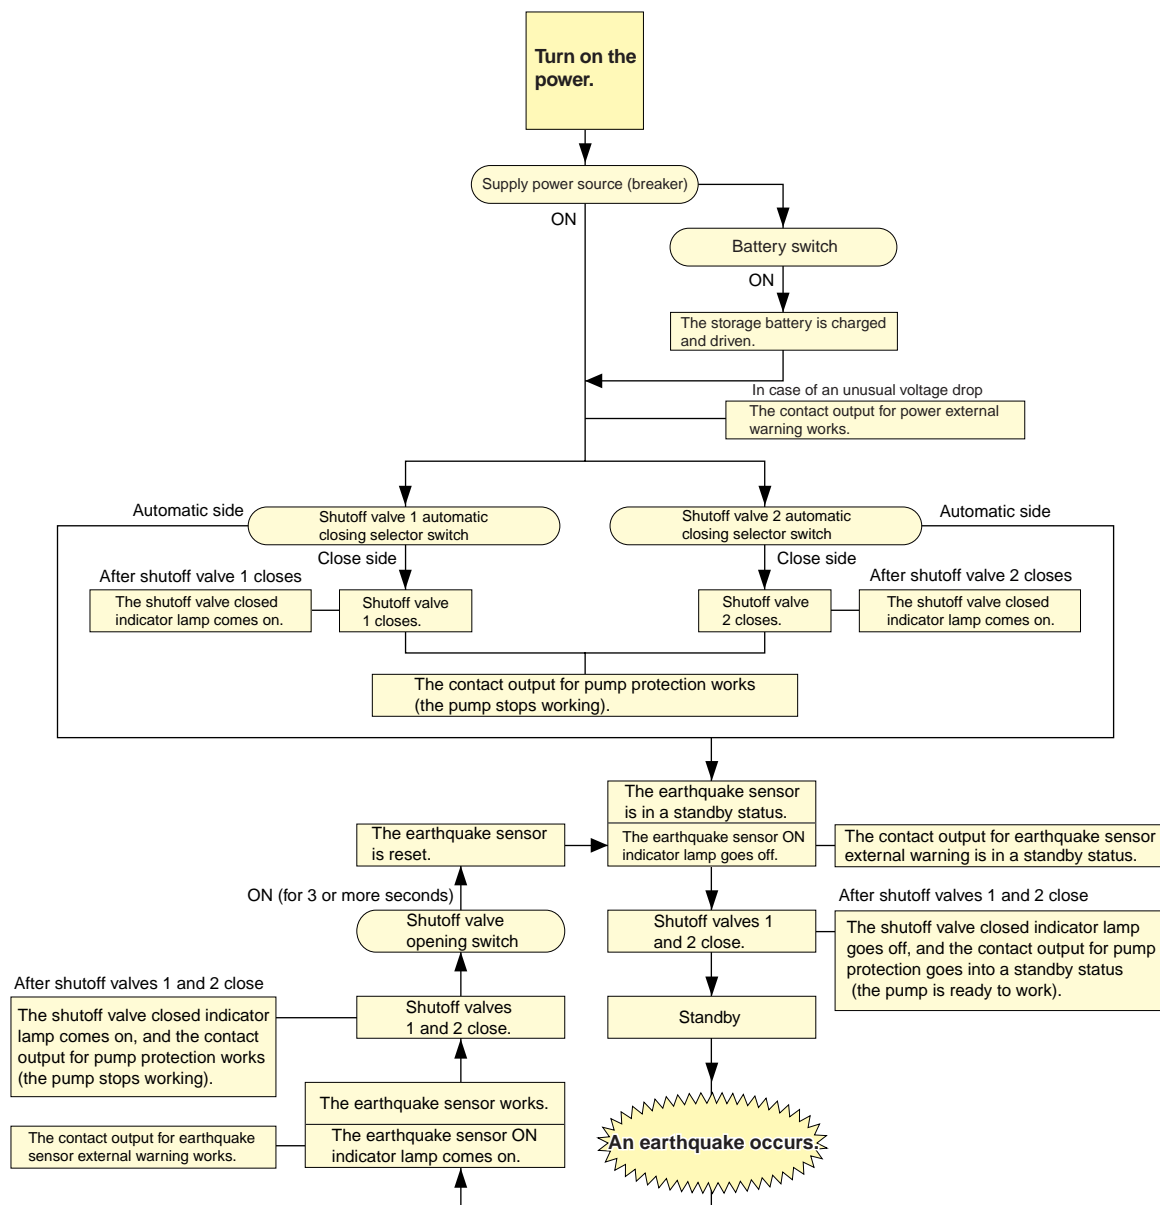 Turn on the
power.
Supply power source (breaker)
ON
Battery switch
ON
The storage battery is charged
and driven.
In case of an unusual voltage drop
The contact output for power external
warning works.
Automatic side
Shutoff valve 1 automatic
closing selector switch
Shutoff valve 2 automatic
closing selector switch
Automatic side
Close side
Close side
After shutoff valve 1 closes
The shutoff valve closed
indicator lamp comes on.
Shutoff valve
1 closes.
Shutoff valve
2 closes.
After shutoff valve 2 closes
The shutoff valve closed
indicator lamp comes on.
The contact output for pump protection works
(the pump stops working).
The earthquake sensor
is in a standby status.
The earthquake sensor ON
indicator lamp goes off.
The contact output for earthquake sensor
external warning is in a standby status.
The earthquake sensor
is reset.
ON (for 3 or more seconds)
Shutoff valve
opening switch
Shutoff valves 1
and 2 close.
After shutoff valves 1 and 2 close
The shutoff valve closed indicator lamp
goes off, and the contact output for pump
protection goes into a standby status
(the pump is ready to work).
After shutoff valves 1 and 2 close
The shutoff valve closed indicator
lamp comes on, and the contact
output for pump protection works
(the pump stops working).
Shutoff valves
1 and 2 close.
Standby
The earthquake sensor works.
The earthquake sensor ON
indicator lamp comes on.
The contact output for earthquake
sensor external warning works.
An earthquake occurs.